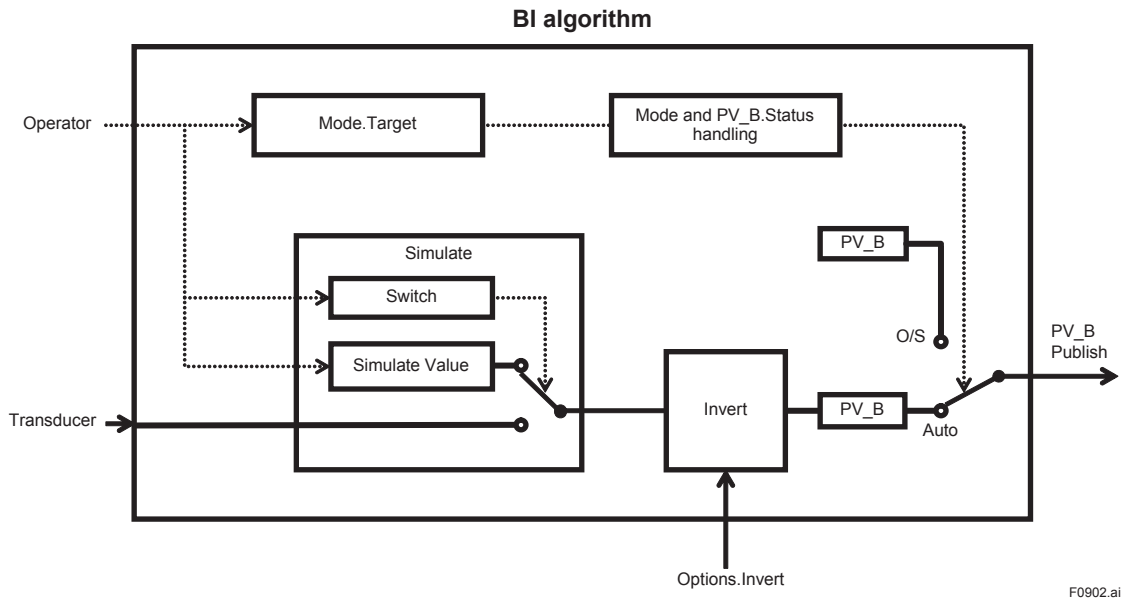 BI algorithm
Operator
Mode.Target
Mode and PV_B.Status
handling
Simulate
Switch
Simulate Value
PV_B
O/S
PV_B
Publish
Transducer
Invert
PV_B
Auto
Options.Invert
F0902.ai